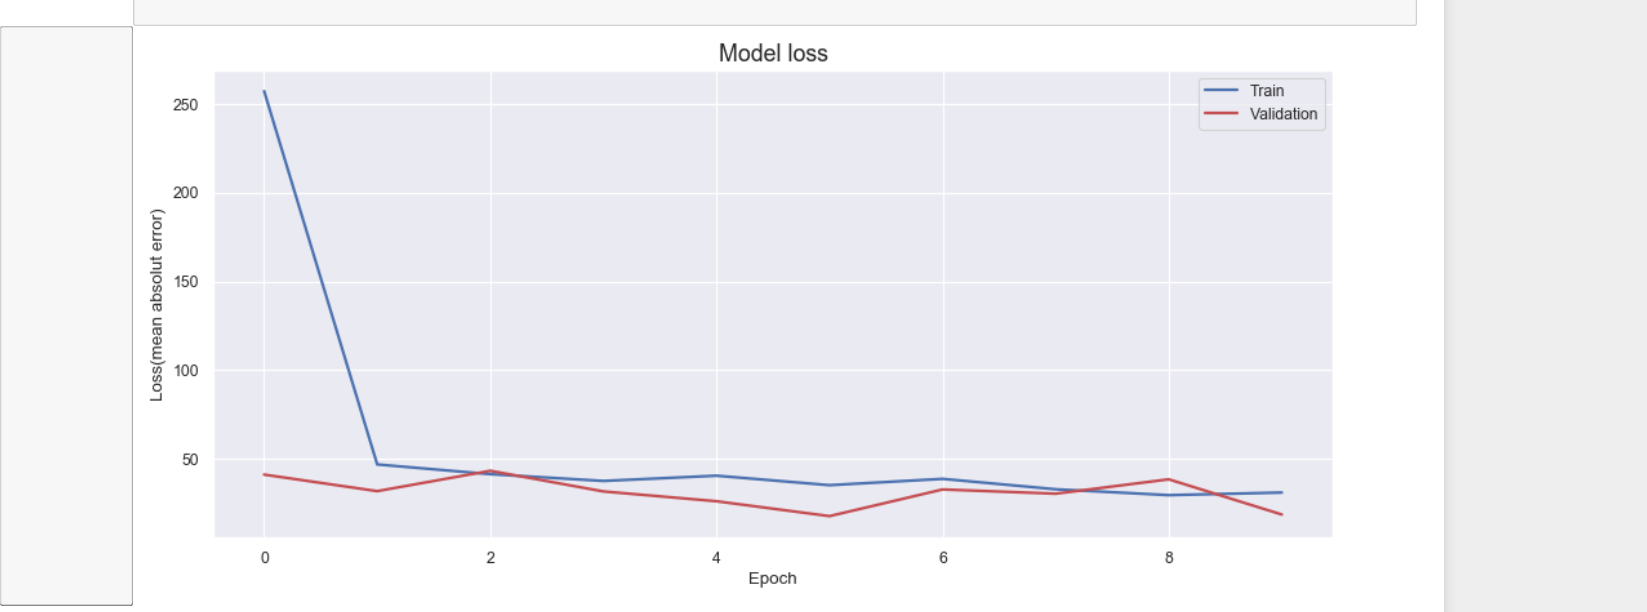 Model loss
Train
Validation
250
200
150
100
50
Loss(mean absolut error)
0 2 4 6 8
Epoch